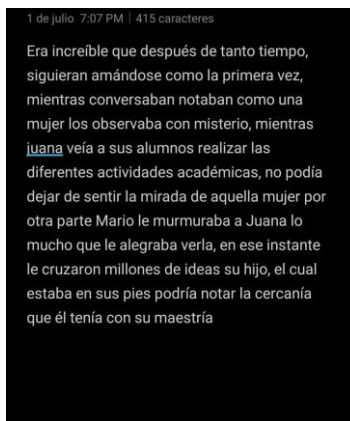 1 de julio 7:07 PM | 415 caracteres
Era increíble que después de tanto tiempo,
siguieran amándose como la primera vez,
mientras conversaban notaban como una
mujer los observaba con misterio, mientras
juana veía a sus alumnos realizar las
diferentes actividades académicas, no podía
dejar de sentir la mirada de aquella mujer por
otra parte Mario le murmuraba a Juana lo
mucho que le alegraba verla, en ese instante
le cruzaron millones de ideas su hijo, el cual
estaba en sus pies podría notar la cercanía
que él tenía con su maestría